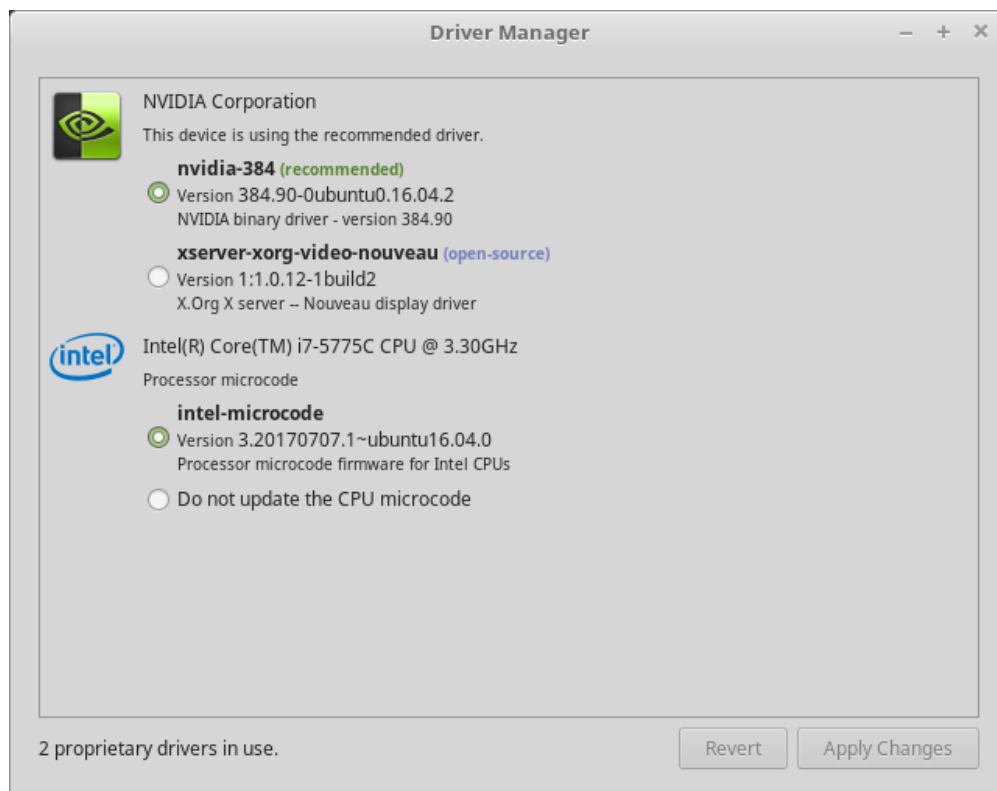 Driver Manager
NVIDIA Corporation
This device is using the recommended driver.
nvidia-384 (recommended)
Version 384.90-0ubuntu0.16.04.2
NVIDIA binary driver - version 384.90
xserver-xorg-video-nouveau (open-source)
Version 1:1.0.12-1build2
X.Org X server -- Nouveau display driver
intel
Intel(R) Core(TM) i7-5775C CPU @ 3.30GHz
Processor microcode
intel-microcode
Version 3.20170707.1~ubuntu16.04.0
Processor microcode firmware for Intel CPUs
Do not update the CPU microcode
2 proprietary drivers in use.
Revert
Apply Changes